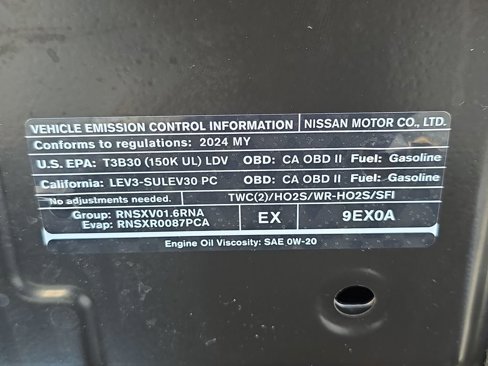 VEHICLE EMISSION CONTROL INFORMATION NISSAN MOTOR CO., LTD.
Conforms to regulations: 2024 MY
U.S. EPA: T3B30 (150K UL) LDV OBD: CA OBD II Fuel: Gasoline
California: LEV3-SULEV30 PC OBD: CA OBD II Fuel: Gasoline
No adjustments needed. TWC(2)/HO2S/WR-HO2S/SFI
Group: RNSXV01.6RNA EX 9EX0A
Evap: RNSXR0087PCA
Engine Oil Viscosity: SAE 0W-20